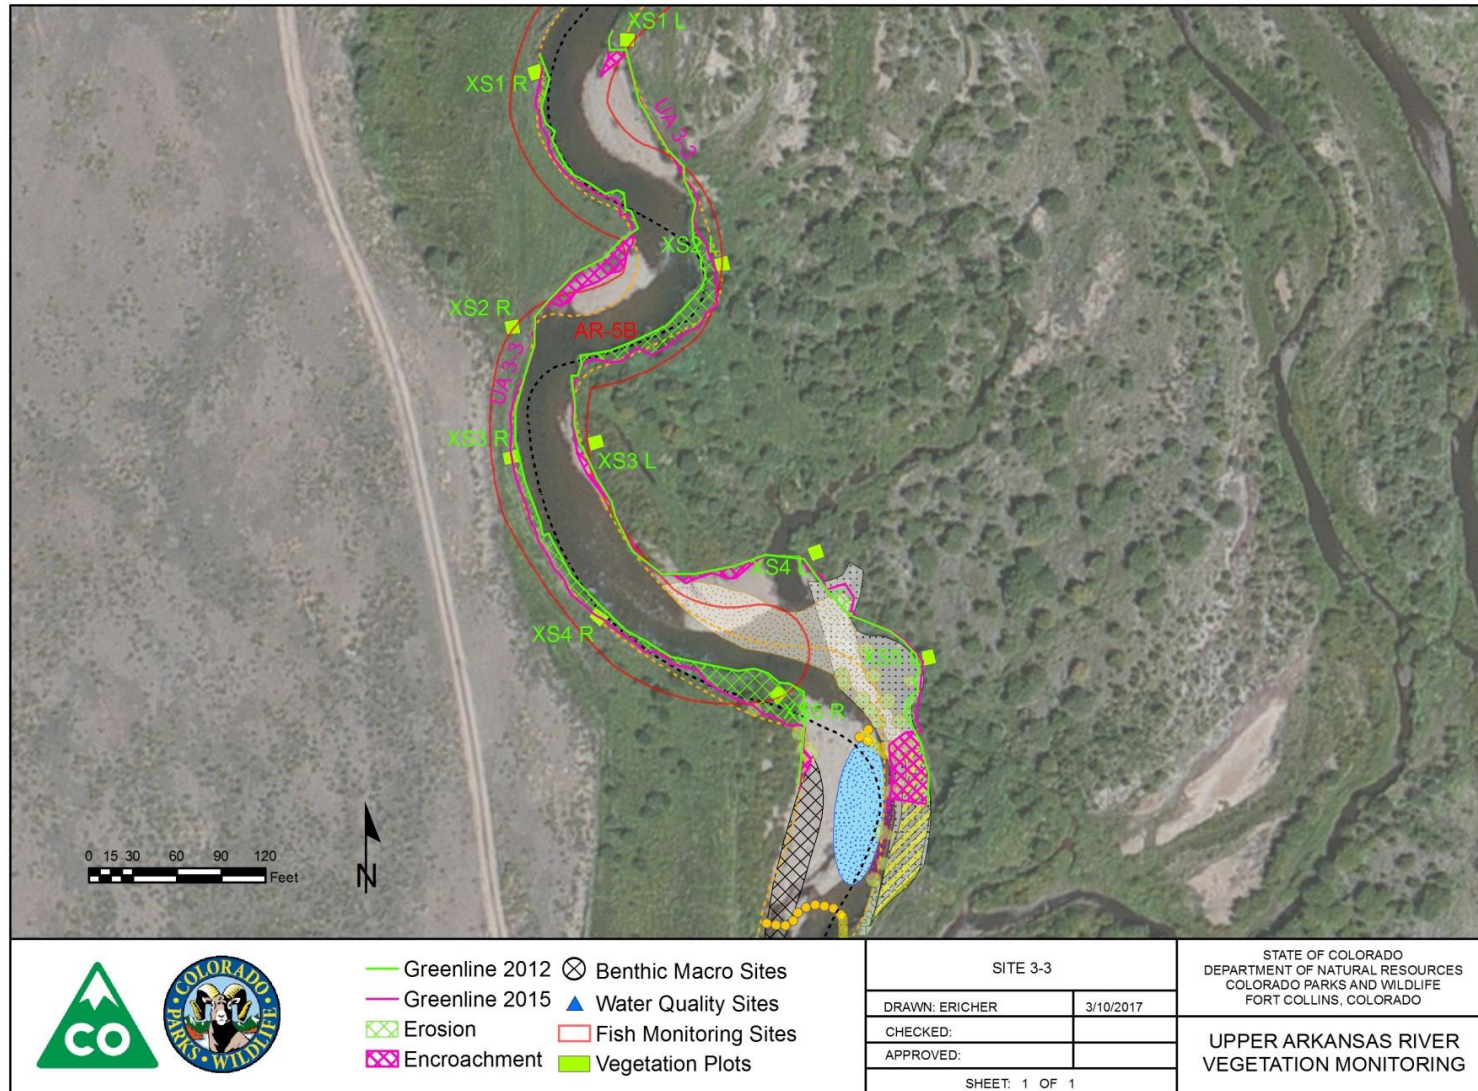 XS1 L
XS1 R
UA 3-3
XS2 L
XS2 R
AR-5B
UA 3-3
XS3 R
XS3 L
XS4 L
XS4 R
XS5 R
0 15 30 60 90 120
Feet
N
CO
COLORADO
PARKS • WILDLIFE
Greenline 2012
Greenline 2015
Erosion
Encroachment
Benthic Macro Sites
Water Quality Sites
Fish Monitoring Sites
Vegetation Plots
SITE 3-3
DRAWN: ERICHER 3/10/2017
CHECKED:
APPROVED:
SHEET: 1 OF 1
STATE OF COLORADO
DEPARTMENT OF NATURAL RESOURCES
COLORADO PARKS AND WILDLIFE
FORT COLLINS, COLORADO
UPPER ARKANSAS RIVER
VEGETATION MONITORING